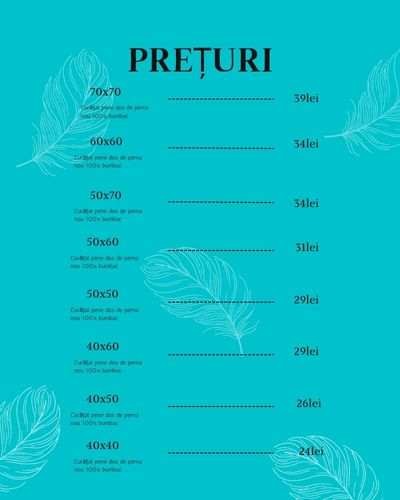 PREȚURI
70x70 ---------------------------- 39lei
Curățat pene dos de perna
nou 100% bumbac
60x60 ---------------------------- 34lei
Curățat pene dos de perna
nou 100% bumbac
50x70 ---------------------------- 34lei
Curățat pene dos de perna
nou 100% bumbac
50x60 ---------------------------- 31lei
Curățat pene dos de perna
nou 100% bumbac
50x50 ---------------------------- 29lei
Curățat pene dos de perna
nou 100% bumbac
40x60 ---------------------------- 29lei
Curățat pene dos de perna
nou 100% bumbac
40x50 ---------------------------- 26lei
Curățat pene dos de perna
nou 100% bumbac
40x40 ---------------------------- 24lei
Curățat pene dos de perna
nou 100% bumbac